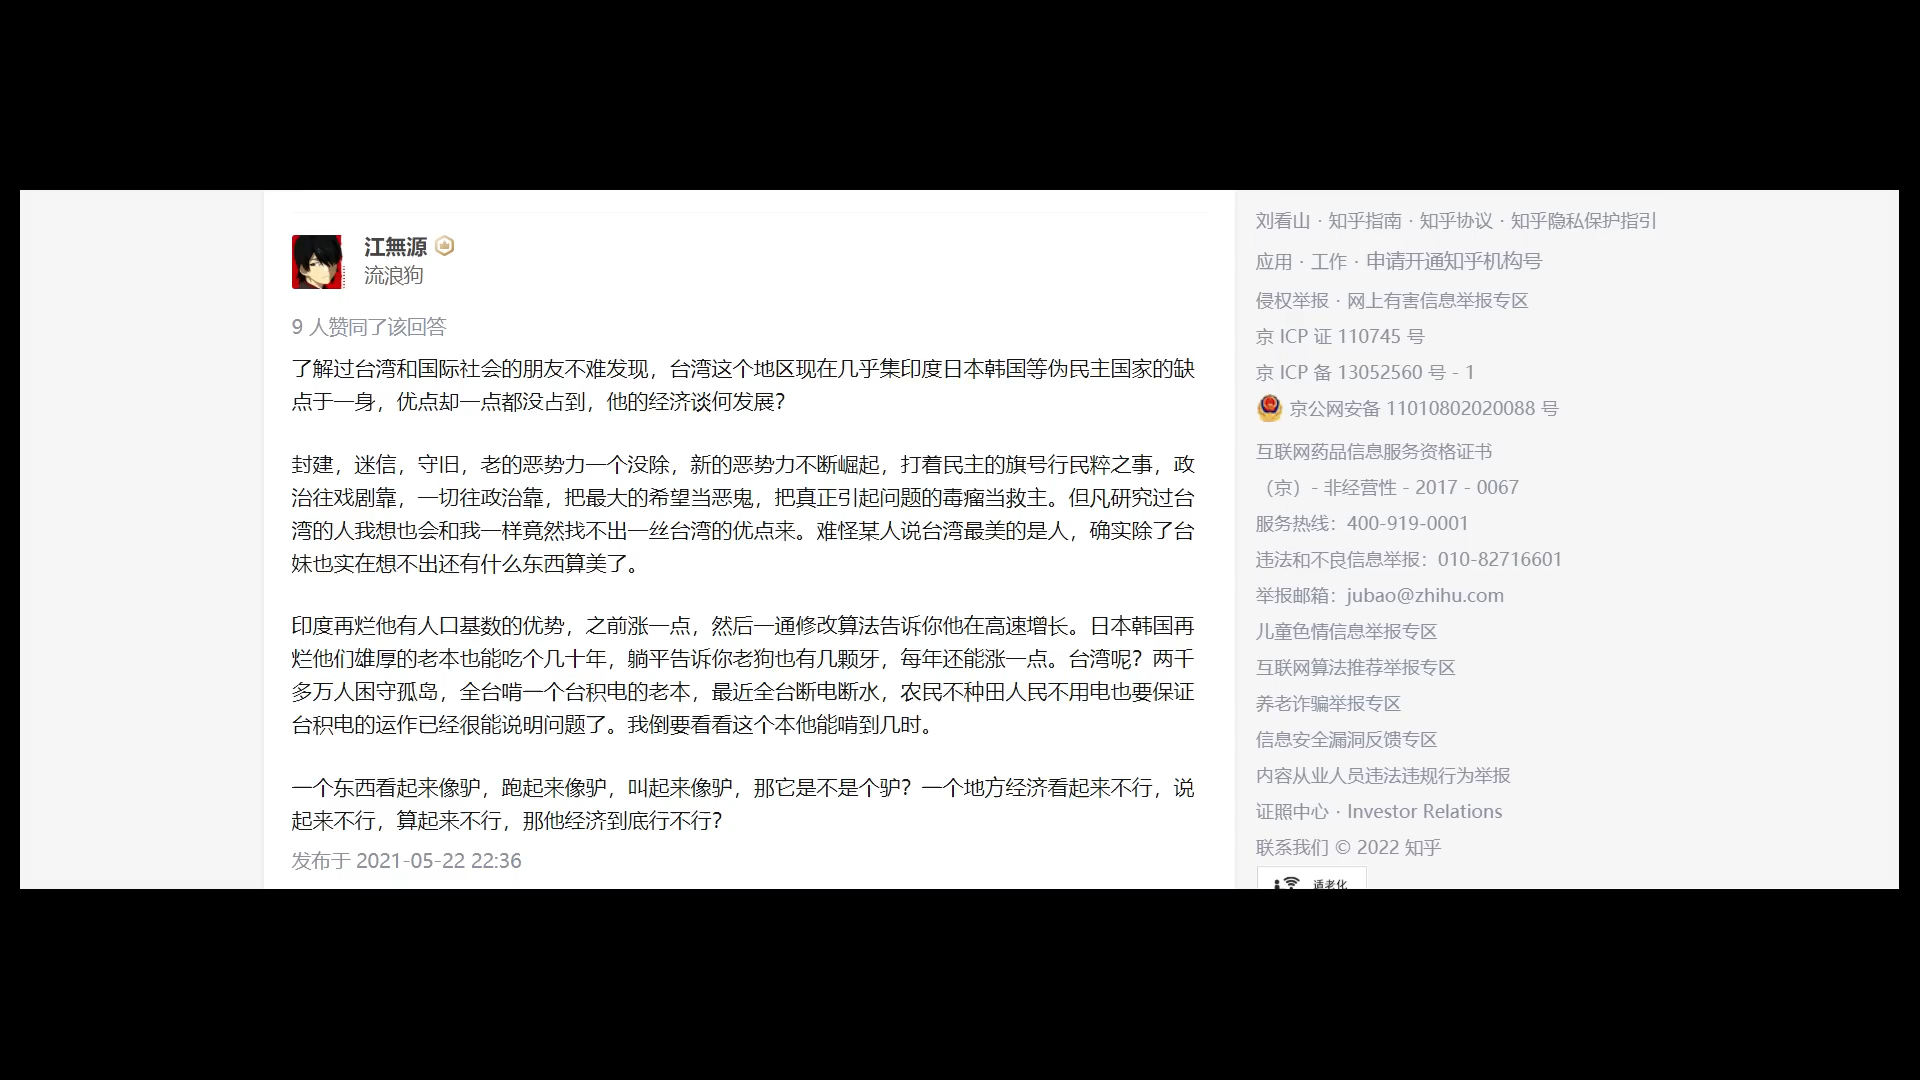 江無源
流浪狗
9 人赞同了该回答
了解过台湾和国际社会的朋友不难发现，台湾这个地区现在几乎集印度日本韩国等伪民主国家的缺
点于一身，优点却一点都没占到，他的经济谈何发展？
封建，迷信，守旧，老的恶势力一个没除，新的恶势力不断崛起，打着民主的旗号行民粹之事，政
治往戏剧靠，一切往政治靠，把最大的希望当恶鬼，把真正引起问题的毒瘤当救主。但凡研究过台
湾的人我想也会和我一样竟然找不出一丝台湾的优点来。难怪某人说台湾最美的是人，确实除了台
妹也实在想不出还有什么东西算美了。
印度再烂他有人口基数的优势，之前涨一点，然后一通修改算法告诉你他在高速增长。日本韩国再
烂他们雄厚的老本也能吃个几十年，躺平告诉你老狗也有几颗牙，每年还能涨一点。台湾呢？两千
多万人困守孤岛，全台啃一个台积电的老本，最近全台断电断水，农民不种田人民不用电也要保证
台积电的运作已经很能说明问题了。我倒要看看这个本他能啃到几时。
一个东西看起来像驴，跑起来像驴，叫起来像驴，那它是不是个驴？一个地方经济看起来不行，说
起来不行，算起来不行，那他经济到底行不行？
发布于 2021-05-22 22:36
刘看山 · 知乎指南 · 知乎协议 · 知乎隐私保护指引
应用 · 工作 · 申请开通知乎机构号
侵权举报 · 网上有害信息举报专区
京 ICP 证 110745 号
京 ICP 备 13052560 号 - 1
京公网安备 11010802020088 号
互联网药品信息服务资格证书
（京）- 非经营性 - 2017 - 0067
服务热线：400-919-0001
违法和不良信息举报：010-82716601
举报邮箱：jubao@zhihu.com
儿童色情信息举报专区
互联网算法推荐举报专区
养老诈骗举报专区
信息安全漏洞反馈专区
内容从业人员违法违规行为举报
证照中心 · Investor Relations
联系我们 © 2022 知乎
适老化